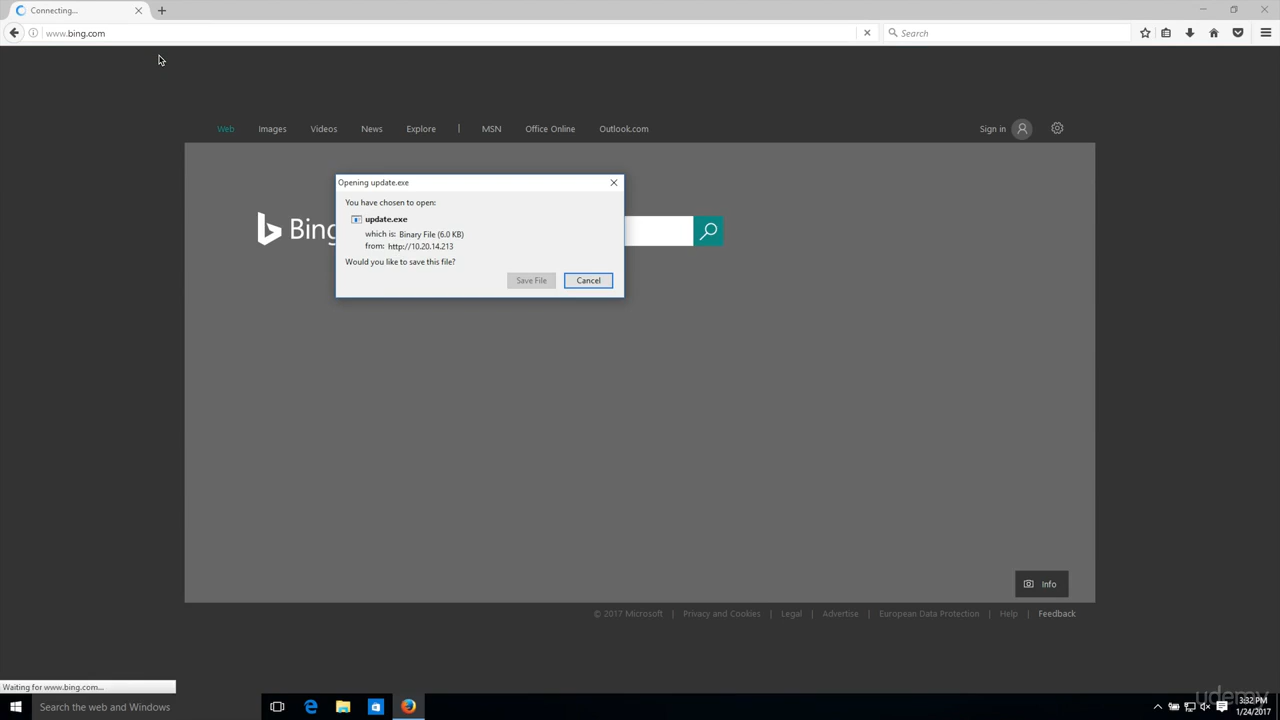 Connecting...
www.bing.com
Search
Web
Images
Videos
News
Explore
|
MSN
Office Online
Outlook.com
Sign in
Opening update.exe
You have chosen to open:
update.exe
which is: Binary File (6.0 KB)
from: http://10.20.14.213
Would you like to save this file?
Save File
Cancel
Bing
Info
© 2017 Microsoft | Privacy and Cookies | Legal | Advertise | European Data Protection | Help | Feedback
Waiting for www.bing.com...
Search the web and Windows
udemy
3:32 PM
1/24/2017